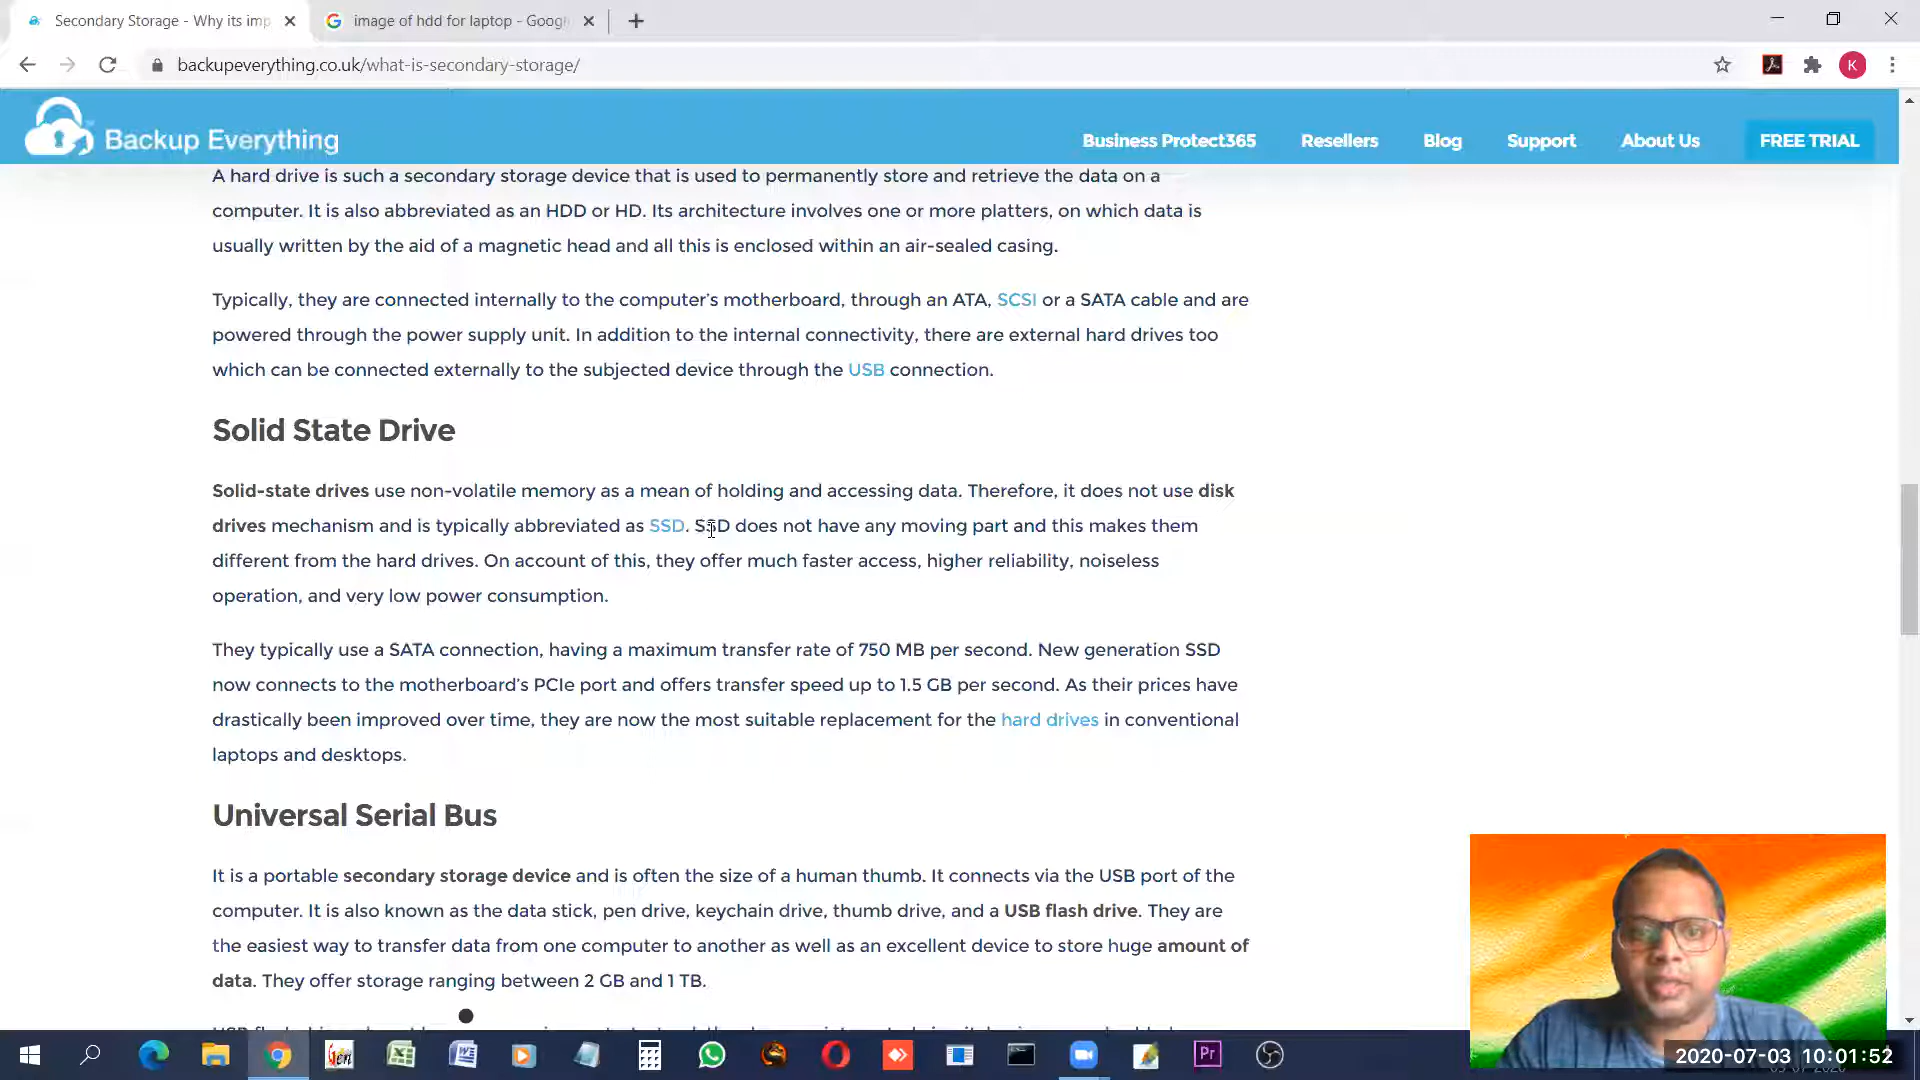 Secondary Storage - Why its imp
image of hdd for laptop - Goog
backupeverything.co.uk/what-is-secondary-storage/
K
Backup Everything
Business Protect365
Resellers
Blog
Support
About Us
FREE TRIAL
A hard drive is such a secondary storage device that is used to permanently store and retrieve the data on a
computer. It is also abbreviated as an HDD or HD. Its architecture involves one or more platters, on which data is
usually written by the aid of a magnetic head and all this is enclosed within an air-sealed casing.
Typically, they are connected internally to the computer's motherboard, through an ATA, SCSI or a SATA cable and are
powered through the power supply unit. In addition to the internal connectivity, there are external hard drives too
which can be connected externally to the subjected device through the USB connection.
Solid State Drive
Solid-state drives use non-volatile memory as a mean of holding and accessing data. Therefore, it does not use disk
drives mechanism and is typically abbreviated as SSD. SSD does not have any moving part and this makes them
different from the hard drives. On account of this, they offer much faster access, higher reliability, noiseless
operation, and very low power consumption.
They typically use a SATA connection, having a maximum transfer rate of 750 MB per second. New generation SSD
now connects to the motherboard's PCIe port and offers transfer speed up to 1.5 GB per second. As their prices have
drastically been improved over time, they are now the most suitable replacement for the hard drives in conventional
laptops and desktops.
Universal Serial Bus
It is a portable secondary storage device and is often the size of a human thumb. It connects via the USB port of the
computer. It is also known as the data stick, pen drive, keychain drive, thumb drive, and a USB flash drive. They are
the easiest way to transfer data from one computer to another as well as an excellent device to store huge amount of
data. They offer storage ranging between 2 GB and 1 TB.
Gen
Pr
2020-07-03 10:01:52